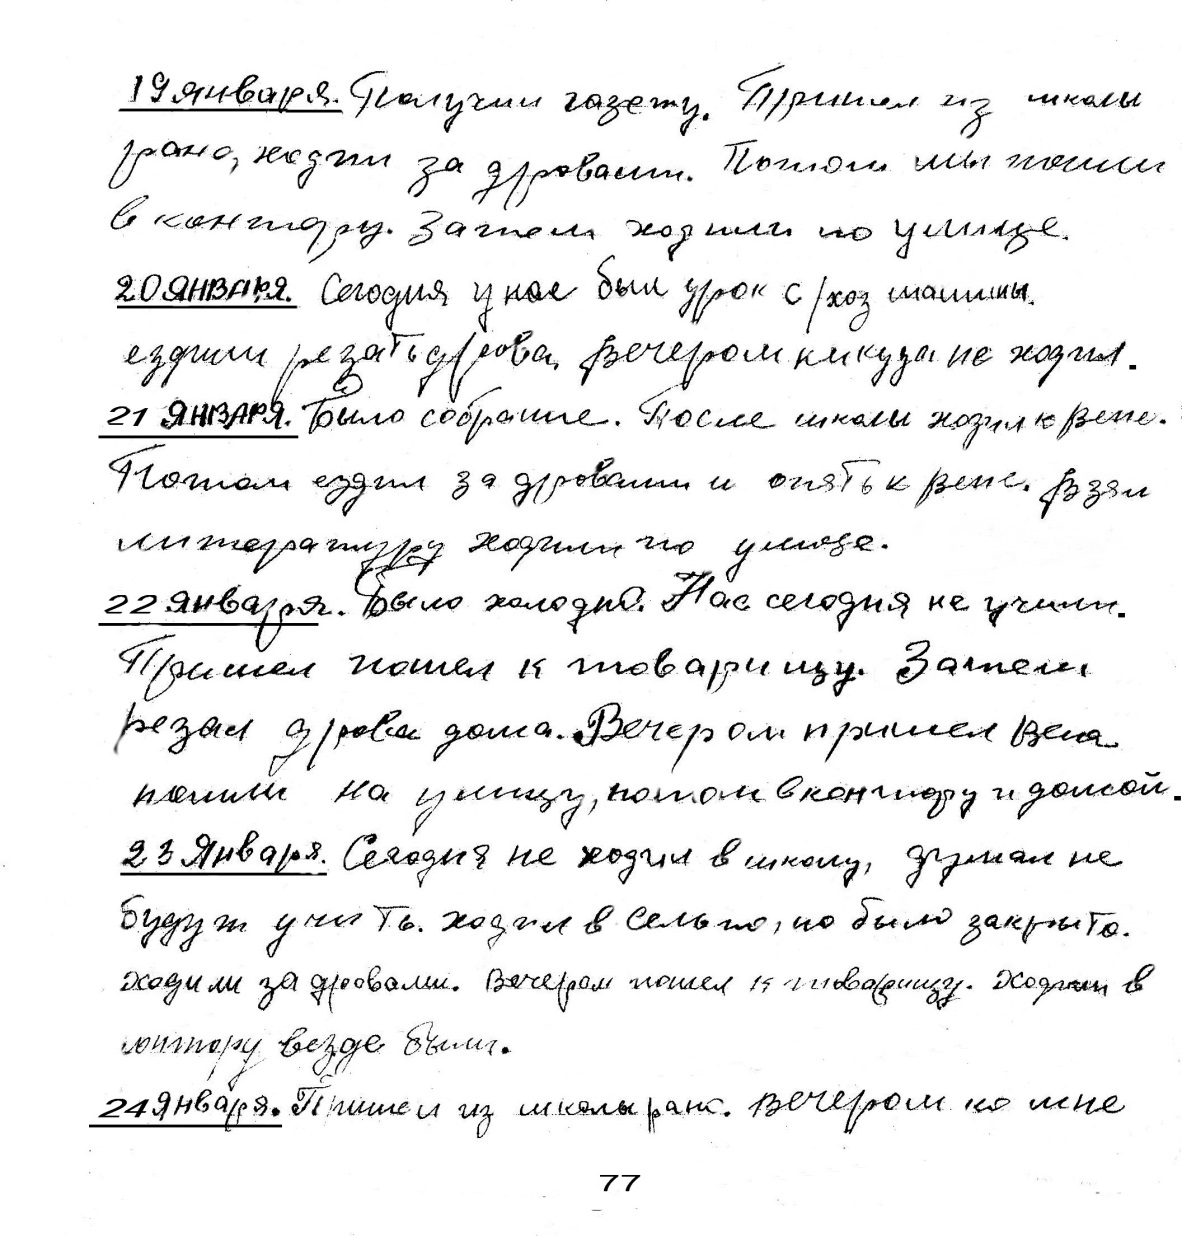 19 января. Получил газету. Пришел из школы
рано, ходил за дровами. Потом мы пошли
в контору. Затем ходили по улице.
20 января. Сегодня у нас был урок с/хоз машины.
ездили резать дрова, вечером никуда не ходил.
21 января. Было собрание. После школы ходил к Вене.
Потом ездил за дровами и опять к Вене. Взял
литературу ходили по улице.
22 января. Было холодно. Нас сегодня не учили.
Пришел пошел к товарищу. Затем
резал дрова дома. Вечером пришел Вена
пошли на улицу, потом в контору и домой.
23 января. Сегодня не ходил в школу, думал не
будут учить. ходил в Сельпо, но было закрыто.
ходили за дровами. Вечером пошел к товарищу. Ходили в
контору везде были.
24 января. Пришел из школы рано. Вечером ко мне
77